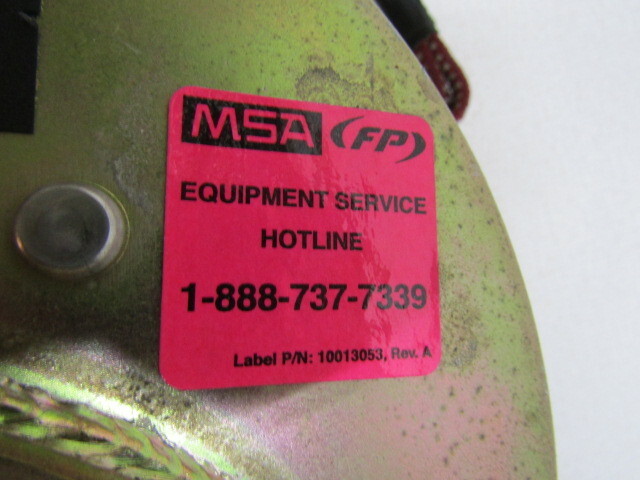 MSA (FP)
EQUIPMENT SERVICE
HOTLINE
1-888-737-7339
Label P/N: 10013053, Rev. A